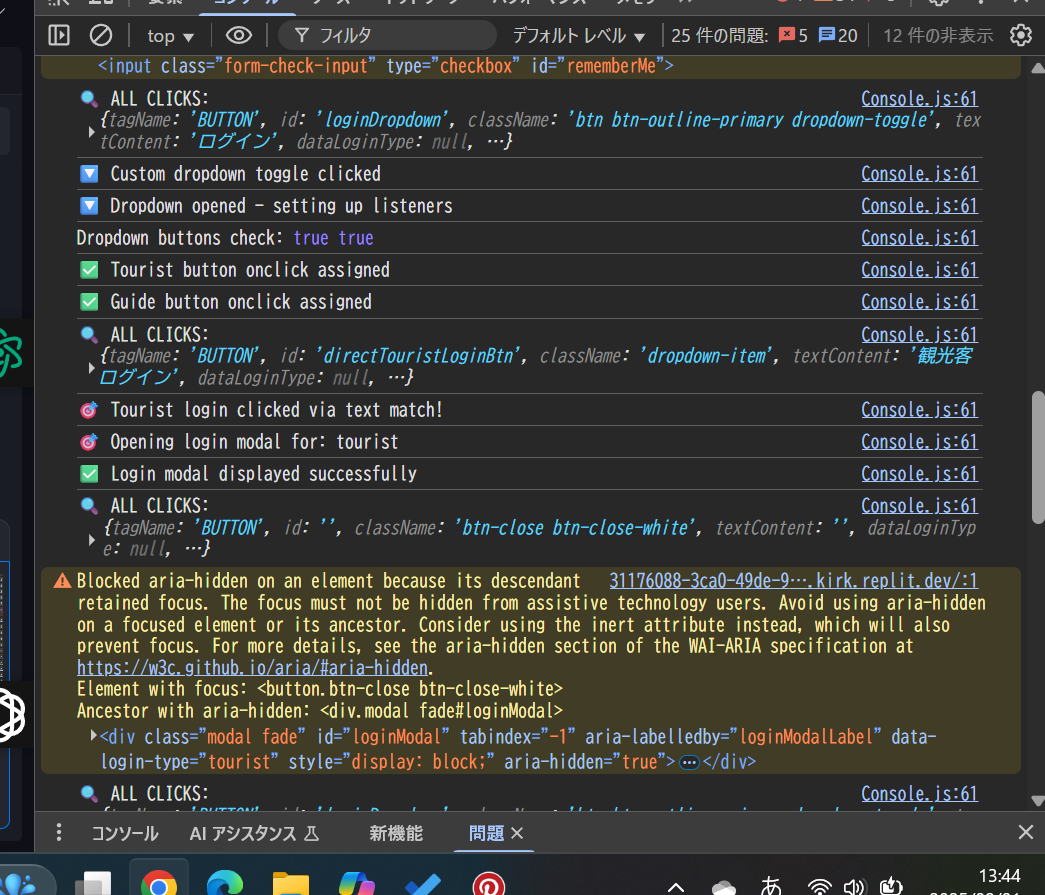 top
フィルタ
デフォルト レベル
25 件の問題:
5
20
12 件の非表示
<input class="form-check-input" type="checkbox" id="rememberMe">
ALL CLICKS:
Console.js:61
{tagName: 'BUTTON', id: 'loginDropdown', className: 'btn btn-outline-primary dropdown-toggle', tex
tContent: 'ログイン', dataLoginType: null, …}
Custom dropdown toggle clicked
Console.js:61
Dropdown opened - setting up listeners
Console.js:61
Dropdown buttons check: true true
Console.js:61
Tourist button onclick assigned
Console.js:61
Guide button onclick assigned
Console.js:61
ALL CLICKS:
Console.js:61
{tagName: 'BUTTON', id: 'directTouristLoginBtn', className: 'dropdown-item', textContent: '観光客
ログイン', dataLoginType: null, …}
Tourist login clicked via text match!
Console.js:61
Opening login modal for: tourist
Console.js:61
Login modal displayed successfully
Console.js:61
ALL CLICKS:
Console.js:61
{tagName: 'BUTTON', id: '', className: 'btn-close btn-close-white', textContent: '', dataLoginTyp
e: null, …}
Blocked aria-hidden on an element because its descendant
31176088-3ca0-49de-9….kirk.replit.dev/:1
retained focus. The focus must not be hidden from assistive technology users. Avoid using aria-hidden
on a focused element or its ancestor. Consider using the inert attribute instead, which will also
prevent focus. For more details, see the aria-hidden section of the WAI-ARIA specification at
https://w3c.github.io/aria/#aria-hidden.
Element with focus: <button.btn-close btn-close-white>
Ancestor with aria-hidden: <div.modal fade#loginModal>
<div class="modal fade" id="loginModal" tabindex="-1" aria-labelledby="loginModalLabel" data-
login-type="tourist" style="display: block;" aria-hidden="true">…</div>
ALL CLICKS:
Console.js:61
コンソール
AI アシスタンス
新機能
問題
あ
13:44